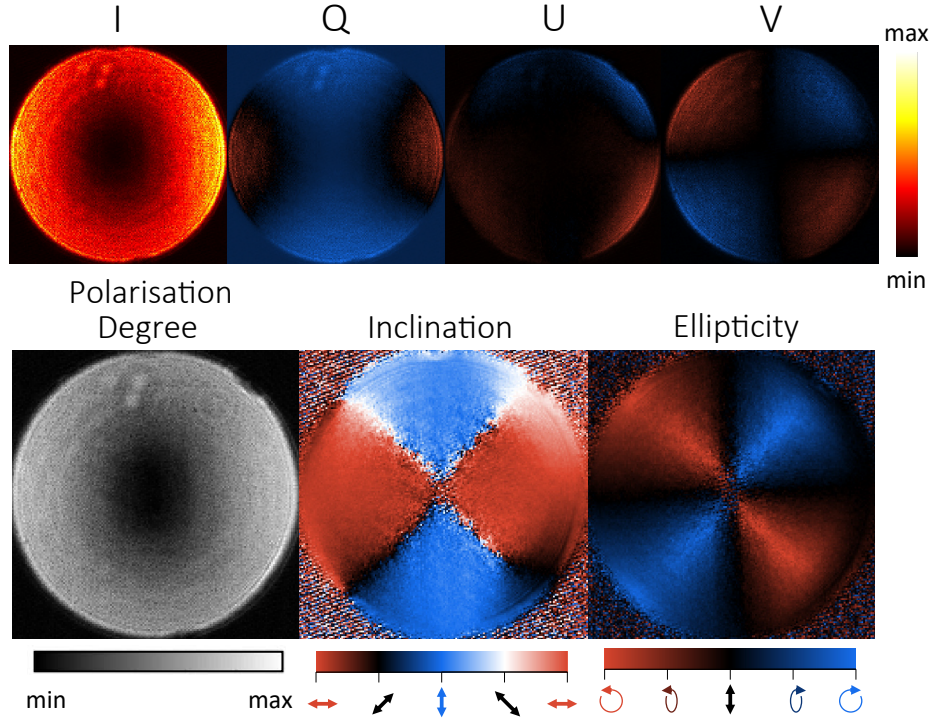 I Q U V
max
min
Polarisation
Degree
Inclination
Ellipticity
min max